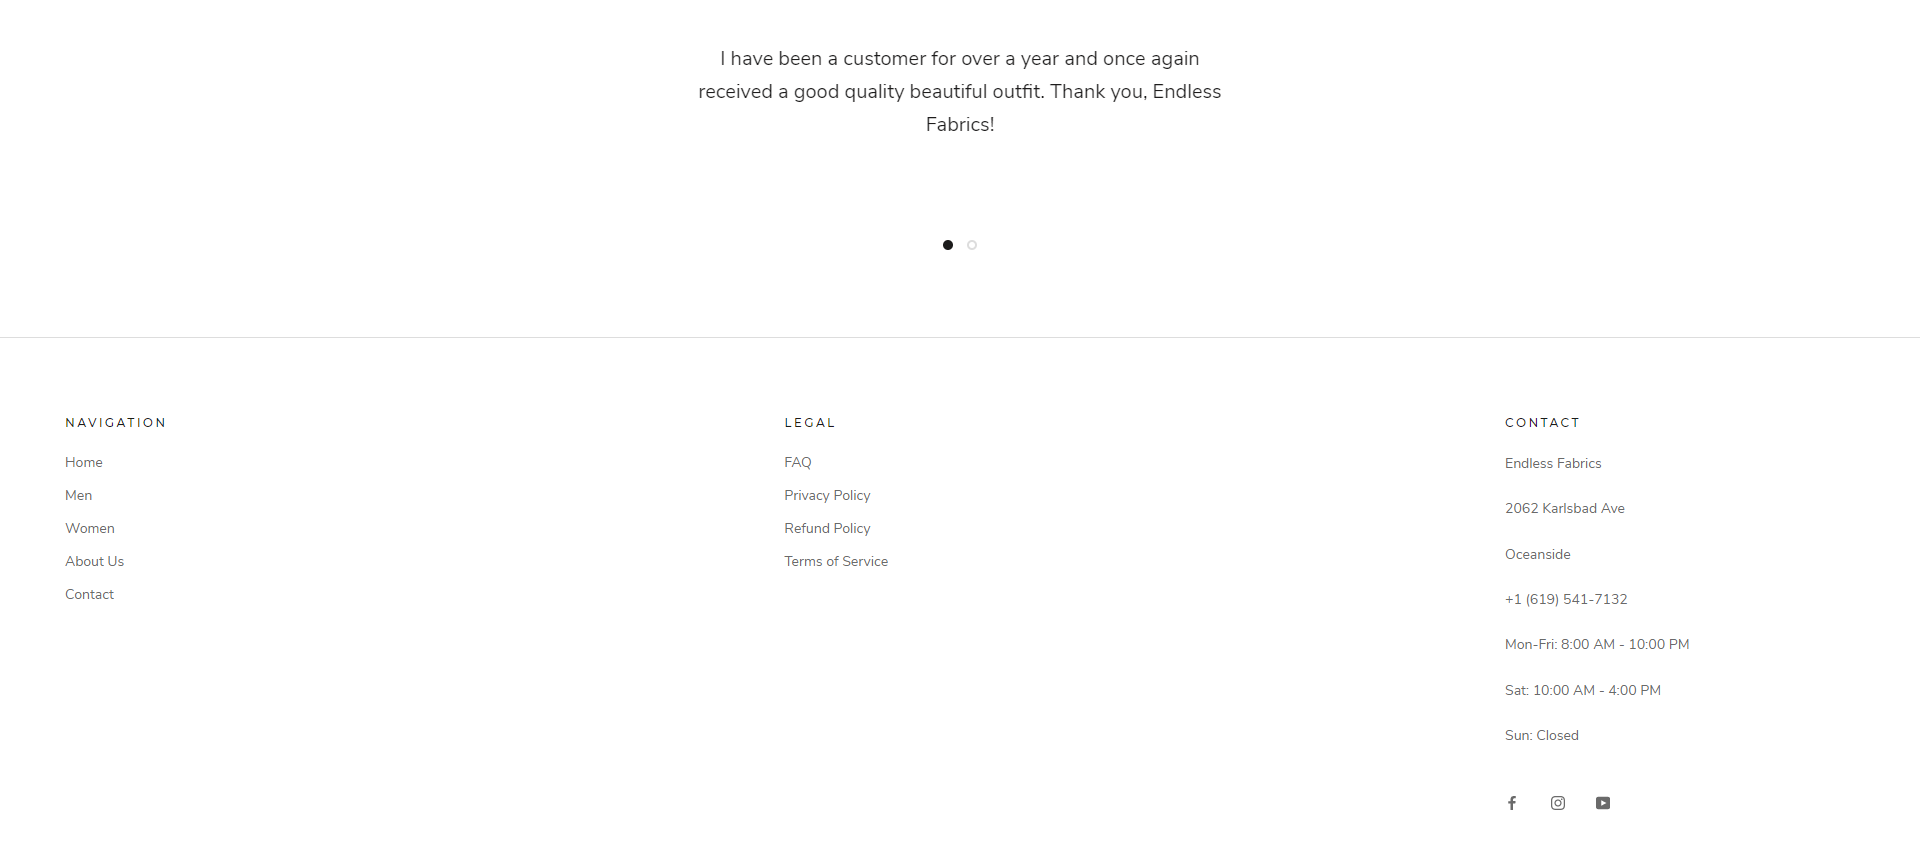 I have been a customer for over a year and once again
received a good quality beautiful outfit. Thank you, Endless
Fabrics!
NAVIGATION
Home
Men
Women
About Us
Contact
LEGAL
FAQ
Privacy Policy
Refund Policy
Terms of Service
CONTACT
Endless Fabrics
2062 Karlsbad Ave
Oceanside
+1 (619) 541-7132
Mon-Fri: 8:00 AM - 10:00 PM
Sat: 10:00 AM - 4:00 PM
Sun: Closed